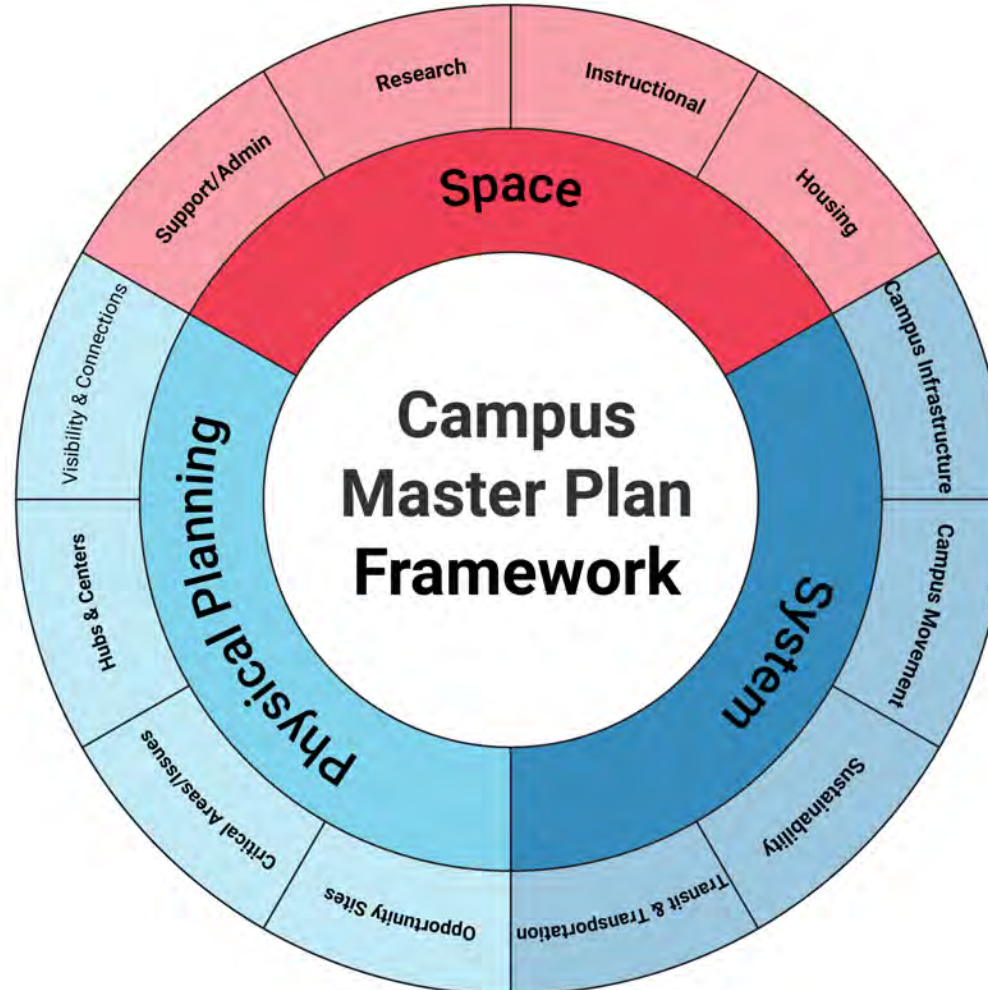 Campus
Master Plan
Framework
Space
Support/Admin
Research
Instructional
Housing
System
Campus Infrastructure
Campus Movement
Sustainability
Transit & Transportation
Physical Planning
Opportunity Sites
Critical Areas/Issues
Hubs & Centers
Visibility & Connections